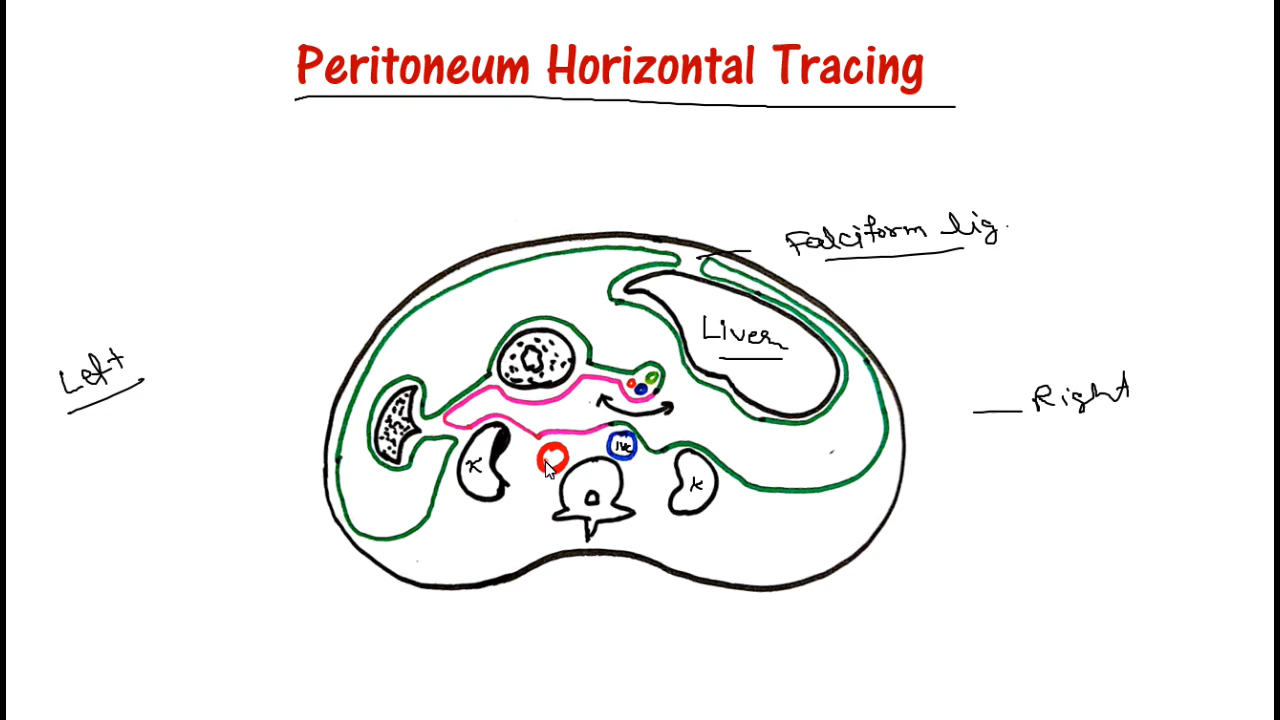 Peritoneum Horizontal Tracing
Falciform lig.
Liver
Left
Right
IVC
K
K